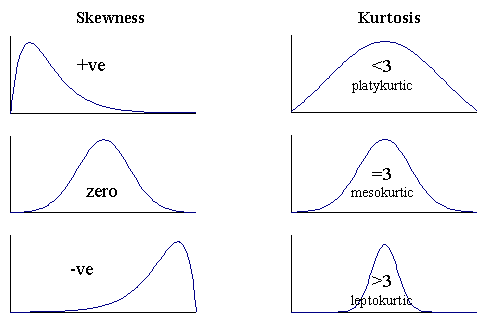 Skewness
+ve
zero
-ve
Kurtosis
<3
platykurtic
=3
mesokurtic
>3
leptokurtic